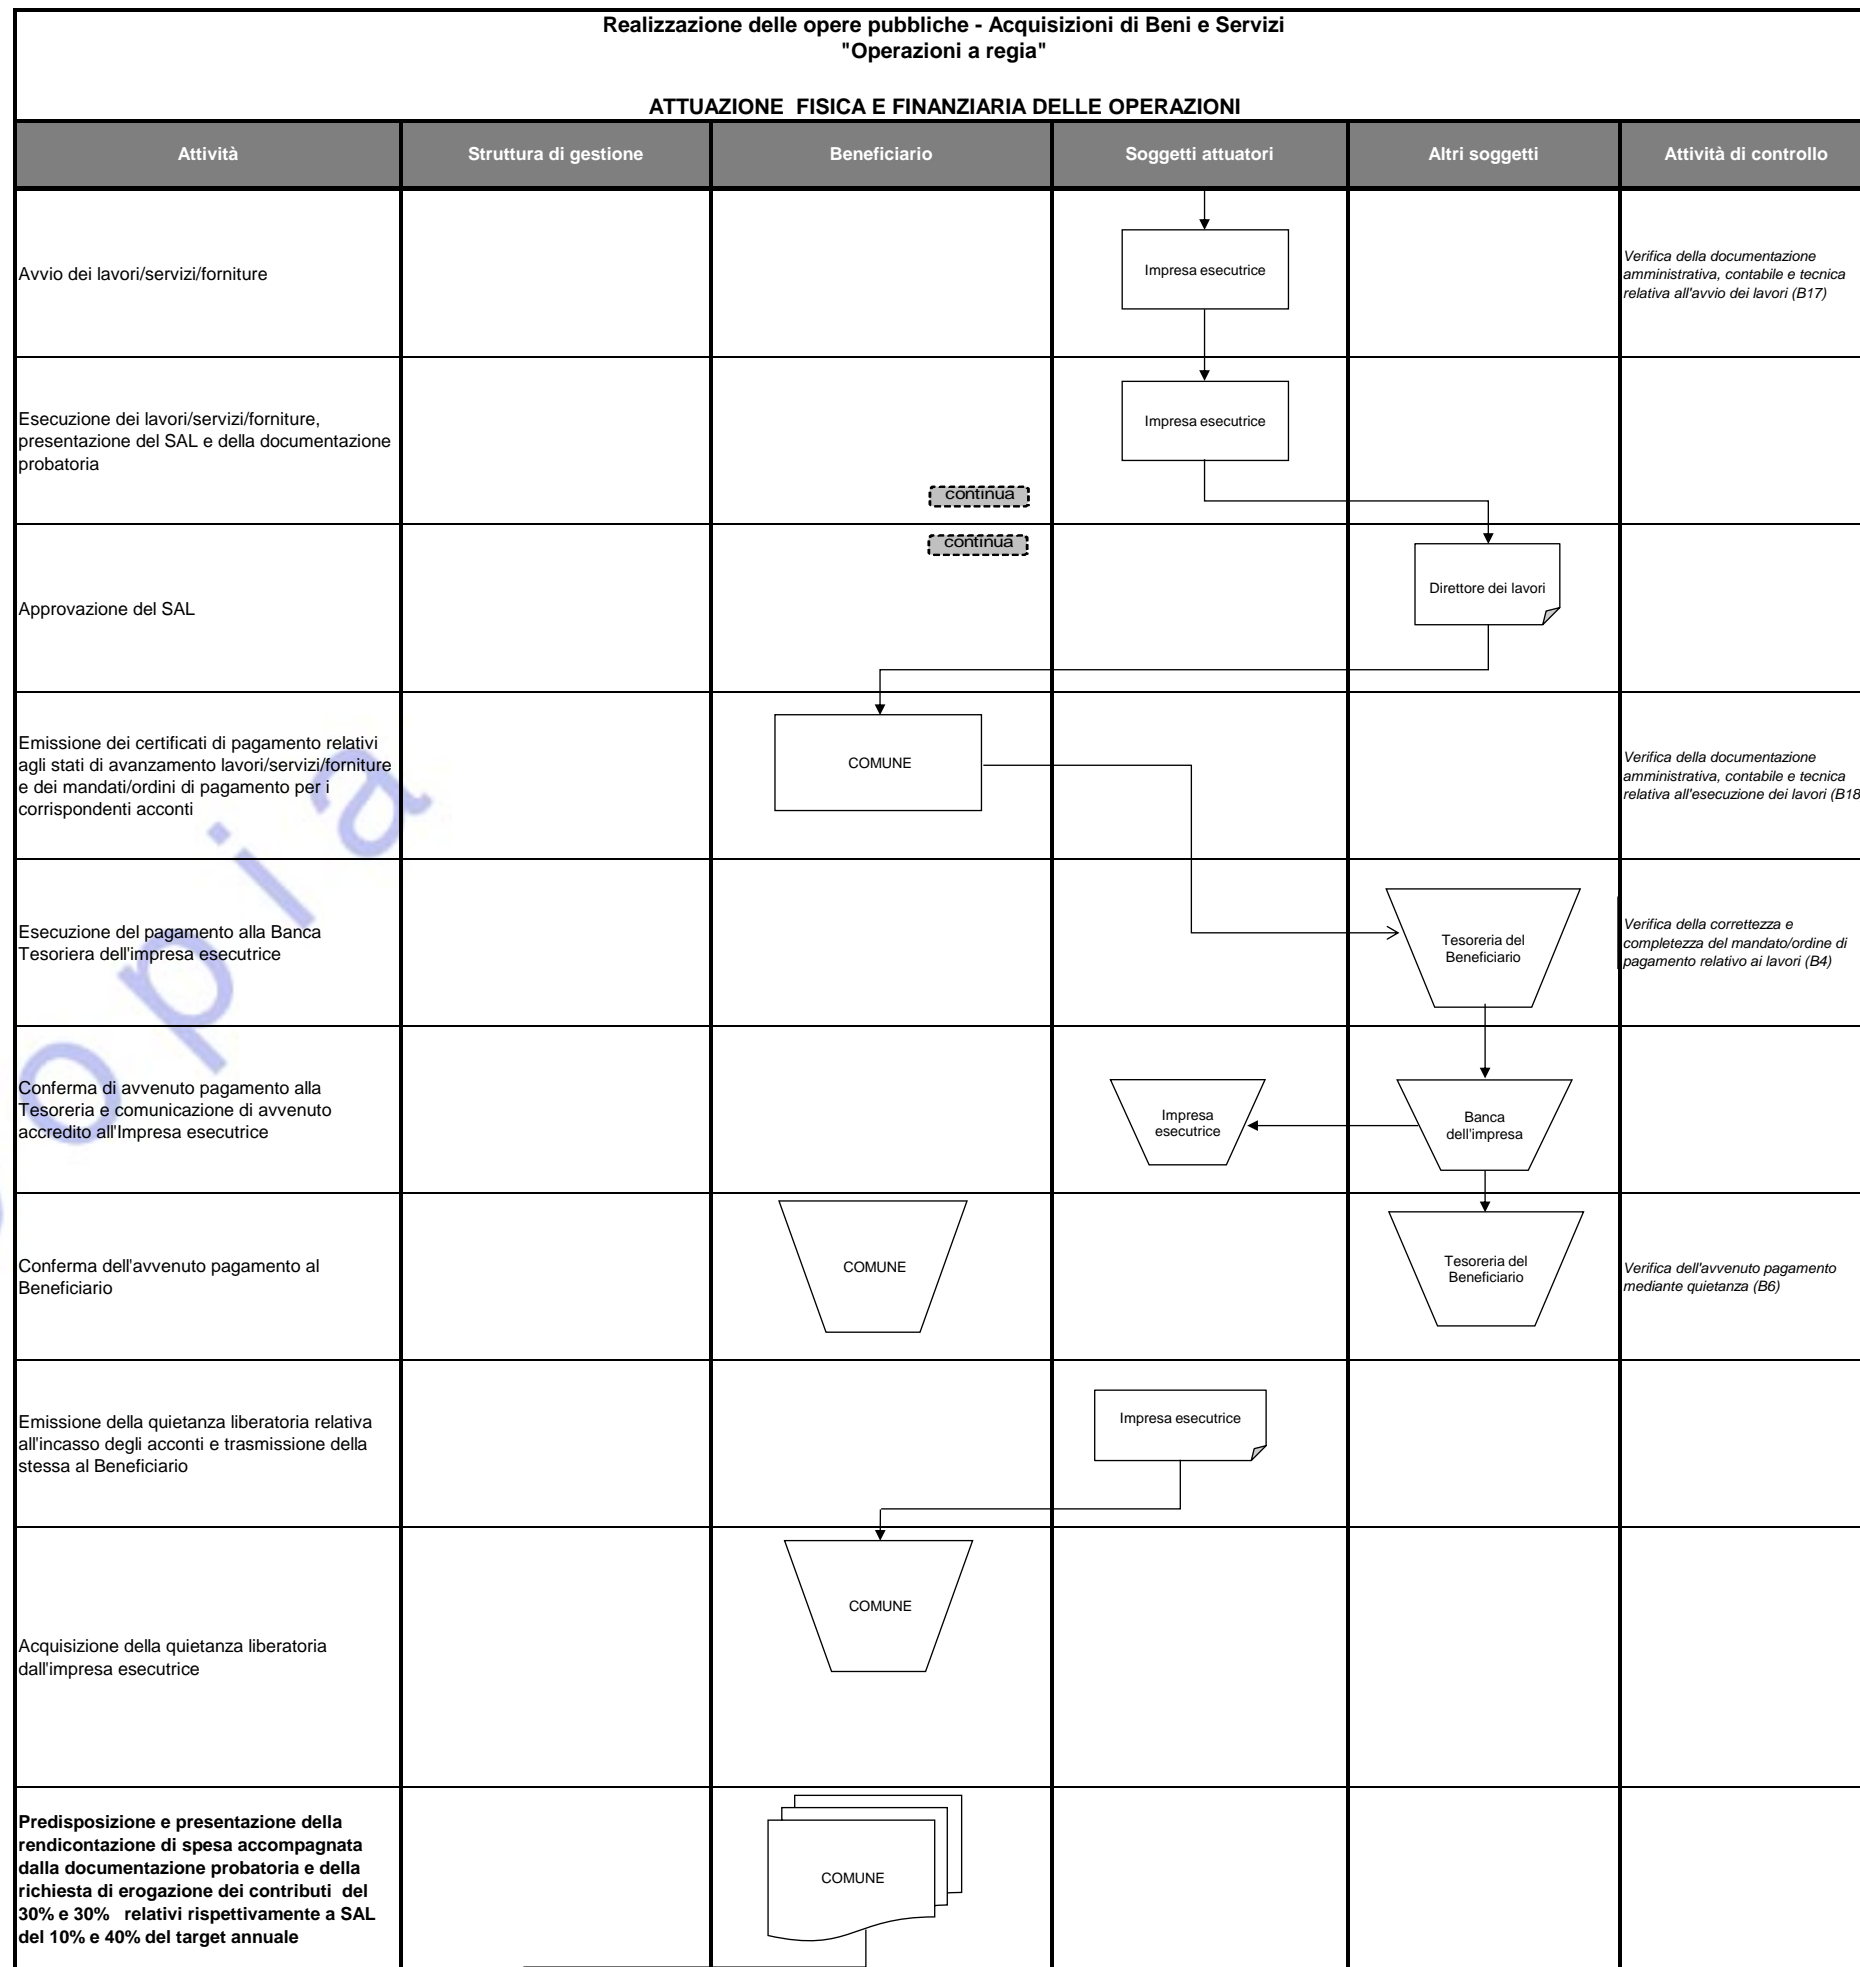 Realizzazione delle opere pubbliche - Acquisizioni di Beni e Servizi
"Operazioni a regia"
ATTUAZIONE FISICA E FINANZIARIA DELLE OPERAZIONI
Attività
Struttura di gestione
Beneficiario
Soggetti attuatori
Altri soggetti
Attività di controllo
Avvio dei lavori/servizi/forniture
Impresa esecutrice
Verifica della documentazione
amministrativa, contabile e tecnica
relativa all'avvio dei lavori (B17)
Esecuzione dei lavori/servizi/forniture,
presentazione del SAL e della documentazione
probatoria
Impresa esecutrice
continua
continua
Approvazione del SAL
Direttore dei lavori
Emissione dei certificati di pagamento relativi
agli stati di avanzamento lavori/servizi/forniture
e dei mandati/ordini di pagamento per i
corrispondenti acconti
COMUNE
Verifica della documentazione
amministrativa, contabile e tecnica
relativa all'esecuzione dei lavori (B18
Esecuzione del pagamento alla Banca
Tesoriera dell'impresa esecutrice
Tesoreria del
Beneficiario
Verifica della correttezza e
completezza del mandato/ordine di
pagamento relativo ai lavori (B4)
Conferma di avvenuto pagamento alla
Tesoreria e comunicazione di avvenuto
accredito all'Impresa esecutrice
Impresa
esecutrice
Banca
dell'impresa
Conferma dell'avvenuto pagamento al
Beneficiario
COMUNE
Tesoreria del
Beneficiario
Verifica dell'avvenuto pagamento
mediante quietanza (B6)
Emissione della quietanza liberatoria relativa
all'incasso degli acconti e trasmissione della
stessa al Beneficiario
Impresa esecutrice
Acquisizione della quietanza liberatoria
dall'impresa esecutrice
COMUNE
Predisposizione e presentazione della
rendicontazione di spesa accompagnata
dalla documentazione probatoria e della
richiesta di erogazione dei contributi del
30% e 30% relativi rispettivamente a SAL
del 10% e 40% del target annuale
COMUNE
opia